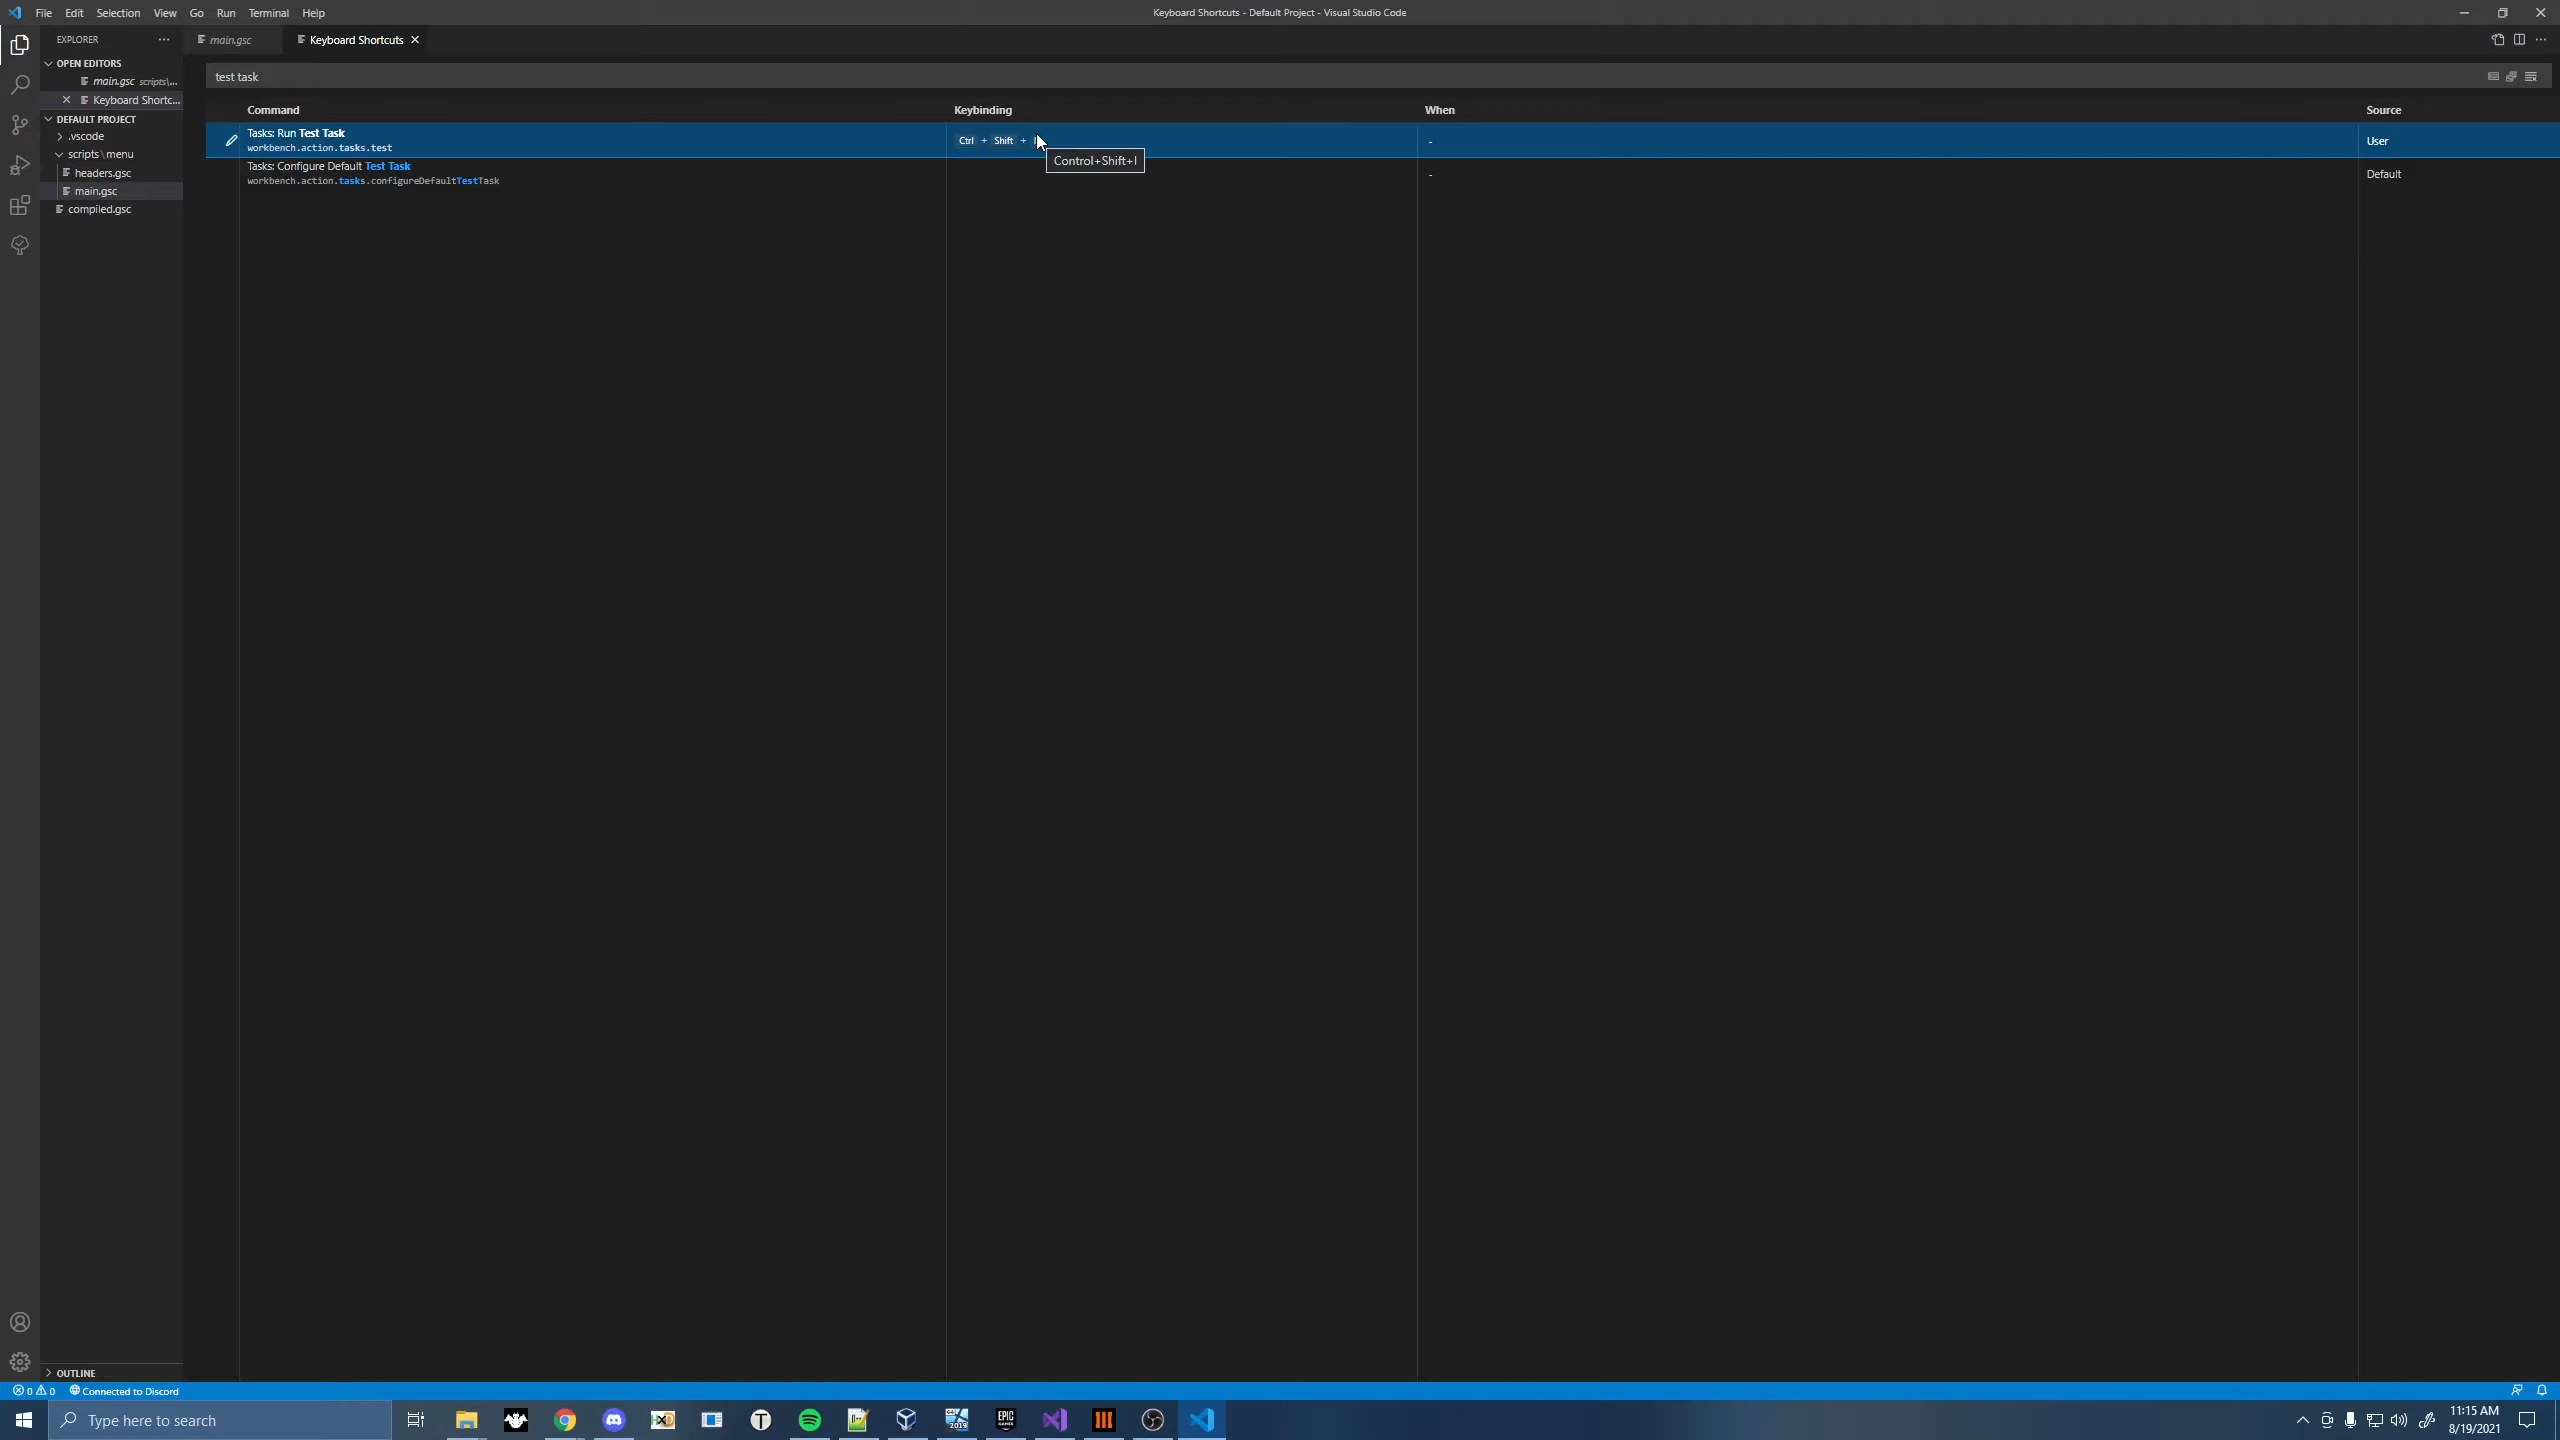 File Edit Selection View Go Run Terminal Help
Keyboard Shortcuts - Default Project - Visual Studio Code
EXPLORER
main.gsc
Keyboard Shortcuts
OPEN EDITORS
main.gsc scripts\...
Keyboard Shortc...
DEFAULT PROJECT
.vscode
scripts\menu
headers.gsc
main.gsc
compiled.gsc
test task
Command Keybinding When Source
Tasks: Run Test Task
workbench.action.tasks.test
Ctrl + Shift +
-
User
Control+Shift+I
Tasks: Configure Default Test Task
workbench.action.tasks.configureDefaultTestTask
-
Default
OUTLINE
0 0 Connected to Discord
Type here to search
2019
EPIC
GAMES
11:15 AM
8/19/2021